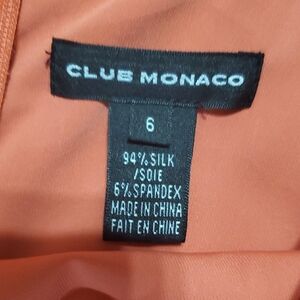 CLUB MONACO
6
94% SILK
/SOIE
6% SPANDEX
MADE IN CHINA
FAIT EN CHINE